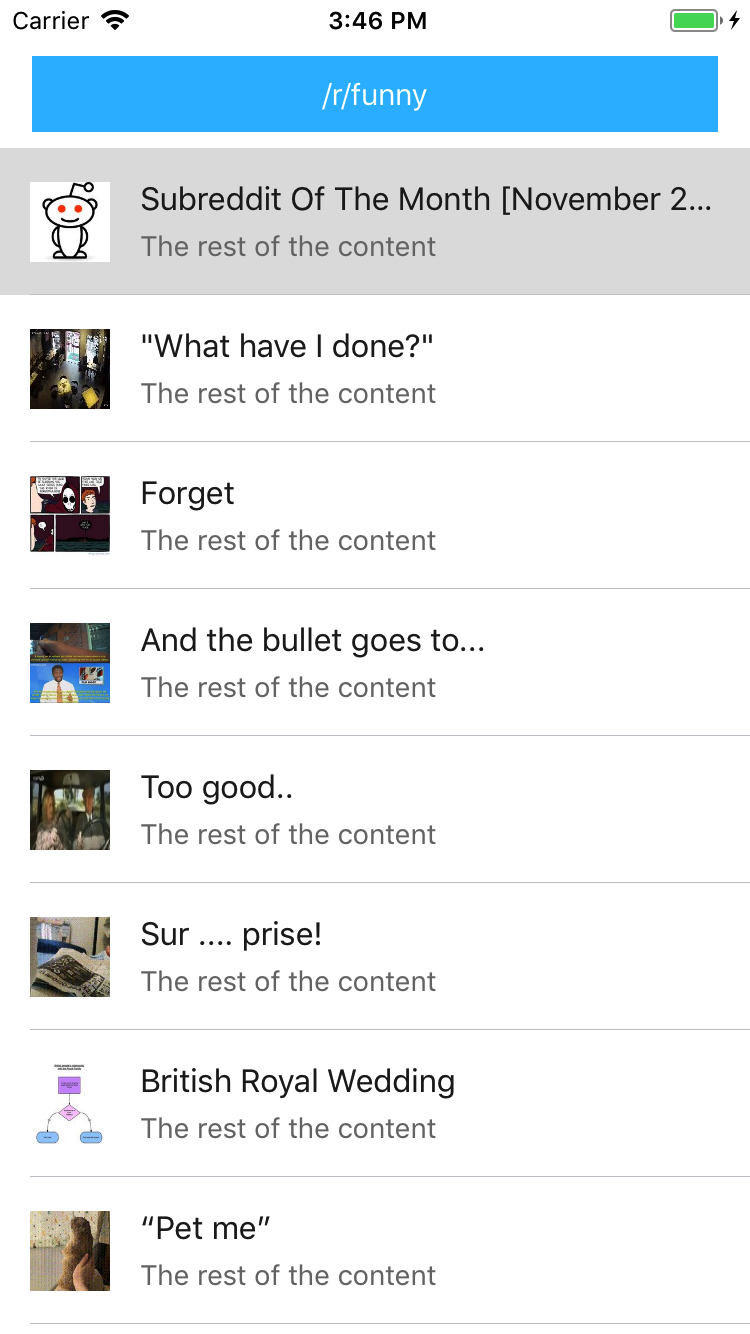 Carrier 3:46 PM
/r/funny
Subreddit Of The Month [November 2...
The rest of the content
"What have I done?"
The rest of the content
Forget
The rest of the content
And the bullet goes to...
The rest of the content
Too good..
The rest of the content
Sur .... prise!
The rest of the content
British Royal Wedding
The rest of the content
“Pet me”
The rest of the content